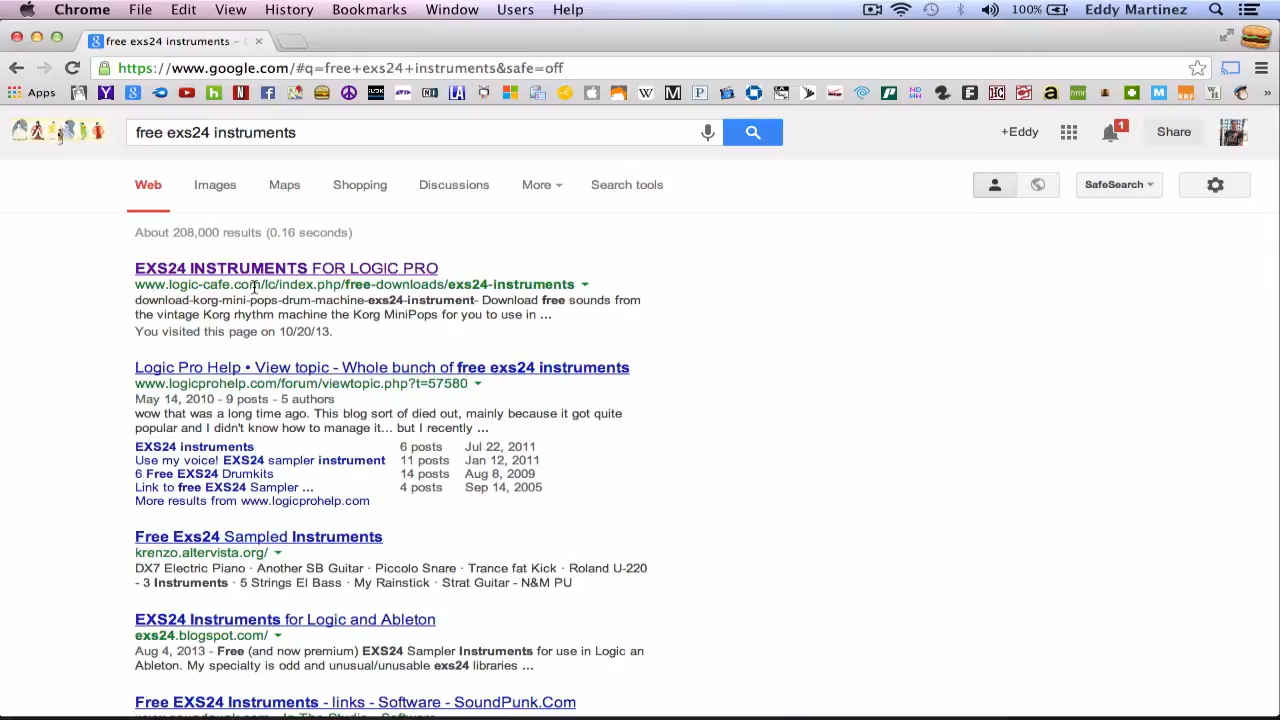 Chrome File Edit View History Bookmarks Window Users Help 100% Eddy Martinez
free exs24 instruments –
https://www.google.com/#q=free+exs24+instruments&safe=off
Apps
free exs24 instruments +Eddy 1 Share
Web Images Maps Shopping Discussions More Search tools SafeSearch
About 208,000 results (0.16 seconds)
EXS24 INSTRUMENTS FOR LOGIC PRO
www.logic-cafe.com/lc/index.php/free-downloads/exs24-instruments
download-korg-mini-pops-drum-machine-exs24-instrument- Download free sounds from
the vintage Korg rhythm machine the Korg MiniPops for you to use in ...
You visited this page on 10/20/13.
Logic Pro Help • View topic - Whole bunch of free exs24 instruments
www.logicprohelp.com/forum/viewtopic.php?t=57580
May 14, 2010 - 9 posts - 5 authors
wow that was a long time ago. This blog sort of died out, mainly because it got quite
popular and I didn't know how to manage it... but I recently ...
EXS24 instruments 6 posts Jul 22, 2011
Use my voice! EXS24 sampler instrument 11 posts Jan 12, 2011
6 Free EXS24 Drumkits 14 posts Aug 8, 2009
Link to free EXS24 Sampler ... 4 posts Sep 14, 2005
More results from www.logicprohelp.com
Free Exs24 Sampled Instruments
krenzo.altervista.org/
DX7 Electric Piano · Another SB Guitar · Piccolo Snare · Trance fat Kick · Roland U-220
- 3 Instruments · 5 Strings El Bass · My Rainstick · Strat Guitar - N&M PU
EXS24 Instruments for Logic and Ableton
exs24.blogspot.com/
Aug 4, 2013 - Free (and now premium) EXS24 Sampler Instruments for use in Logic an
Ableton. My specialty is odd and unusual/unusable exs24 libraries ...
Free EXS24 Instruments - links - Software - SoundPunk.Com